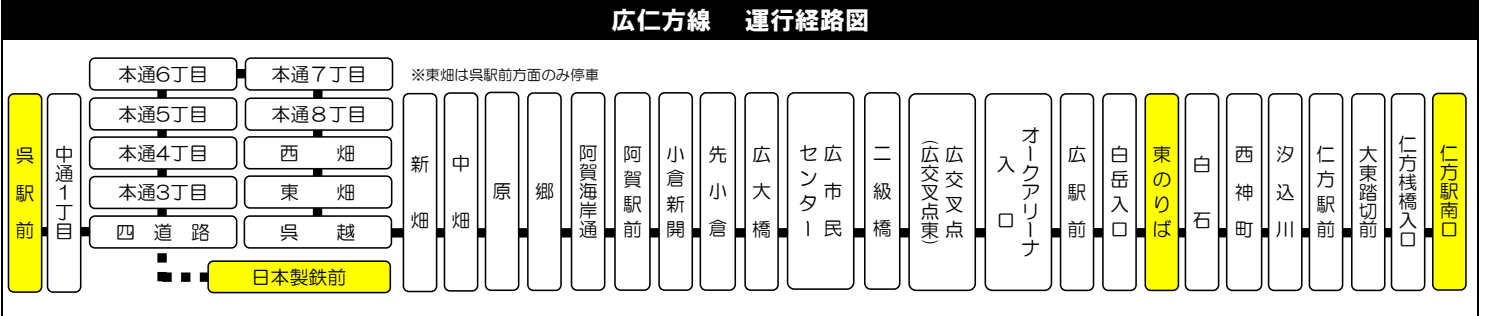 広仁方線　運行経路図
※東畑は呉駅前方面のみ停車
呉駅前
中通1丁目
四道路
本通3丁目
本通4丁目
本通5丁目
本通6丁目
本通7丁目
本通8丁目
西畑
東畑
呉越
日本製鉄前
新畑
中畑
原
郷
阿賀海岸通
阿賀駅前
小倉新開
先小倉
広大橋
広市民
センター
二級橋
広交叉点
(広交叉点東)
オークアリーナ
入口
広駅前
白岳入口
東のりば
白石
西神町
汐込川
仁方駅前
大東踏切前
仁方桟橋入口
仁方駅南口